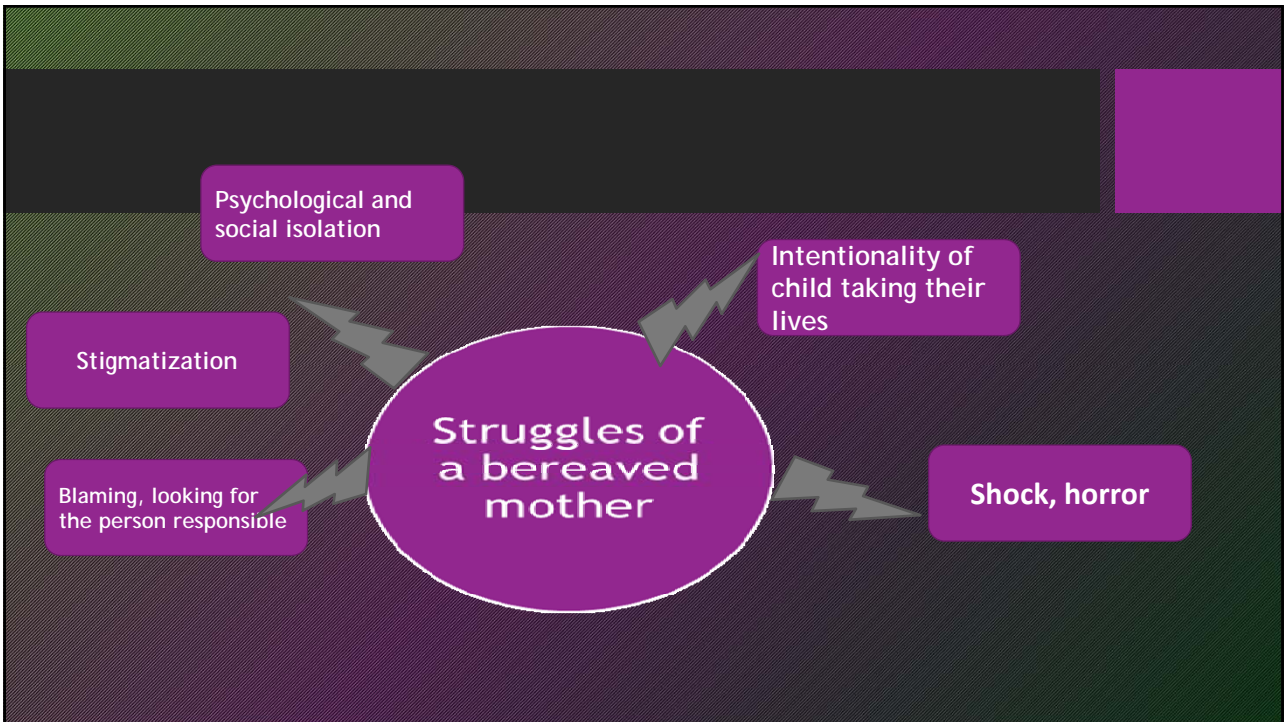 Psychological and
social isolation
Intentionality of
child taking their
lives
Stigmatization
Struggles of
a bereaved
mother
Blaming, looking for
the person responsible
Shock, horror